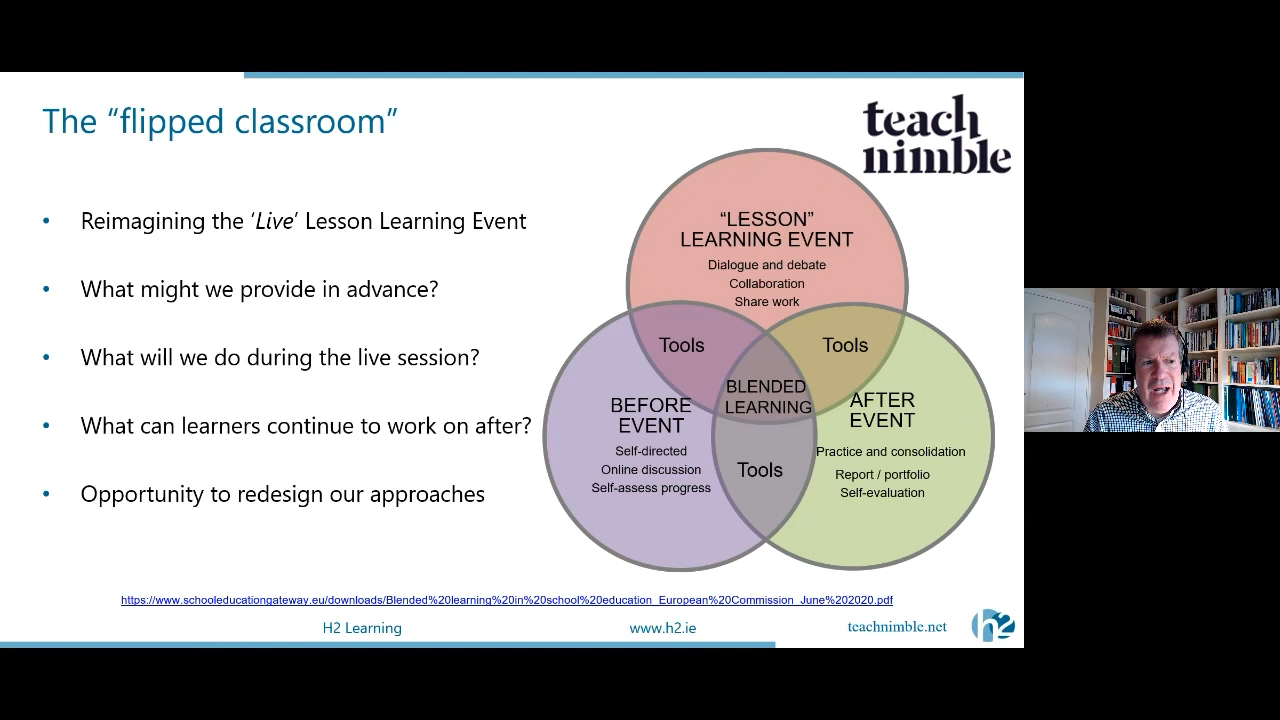 The “flipped classroom”
teach
nimble
• Reimagining the ‘Live’ Lesson Learning Event
• What might we provide in advance?
• What will we do during the live session?
• What can learners continue to work on after?
• Opportunity to redesign our approaches
“LESSON”
LEARNING EVENT
Dialogue and debate
Collaboration
Share work
Tools
Tools
BLENDED
LEARNING
BEFORE
EVENT
Self-directed
Online discussion
Self-assess progress
AFTER
EVENT
Practice and consolidation
Report / portfolio
Self-evaluation
Tools
https://www.schooleducationgateway.eu/downloads/Blended%20learning%20in%20school%20education_European%20Commission_June%202020.pdf
H2 Learning
www.h2.ie
teachnimble.net
h2